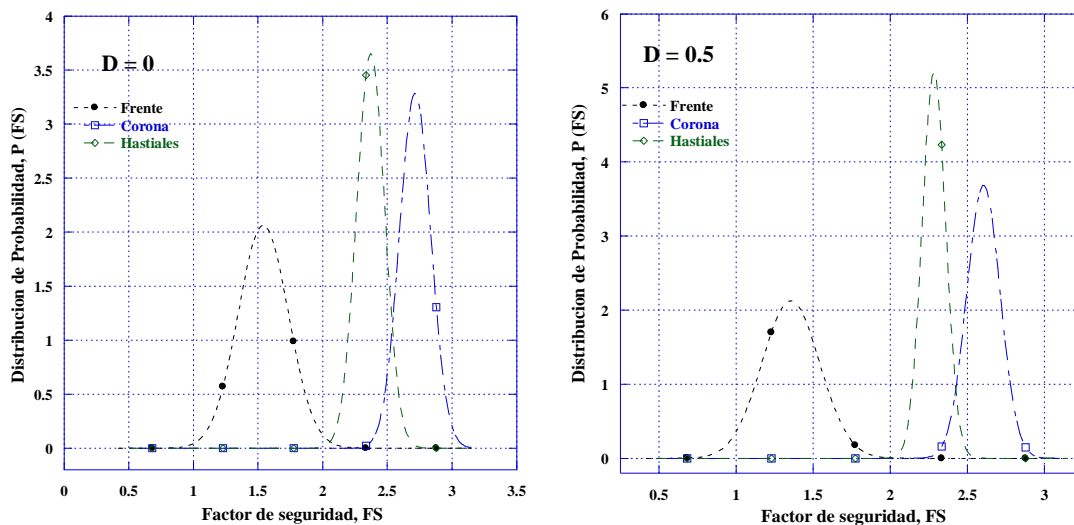 D = 0
Frente
Corona
Hastiales
Distribucion de Probabilidad, P (FS)
4
3.5
3
2.5
2
1.5
1
0.5
0
0 0.5 1 1.5 2 2.5 3 3.5
Factor de seguridad, FS
D = 0.5
Frente
Corona
Hastiales
Distribucion de Probabilidad, P (FS)
6
5
4
3
2
1
0
0.5 1 1.5 2 2.5 3
Factor de seguridad, FS